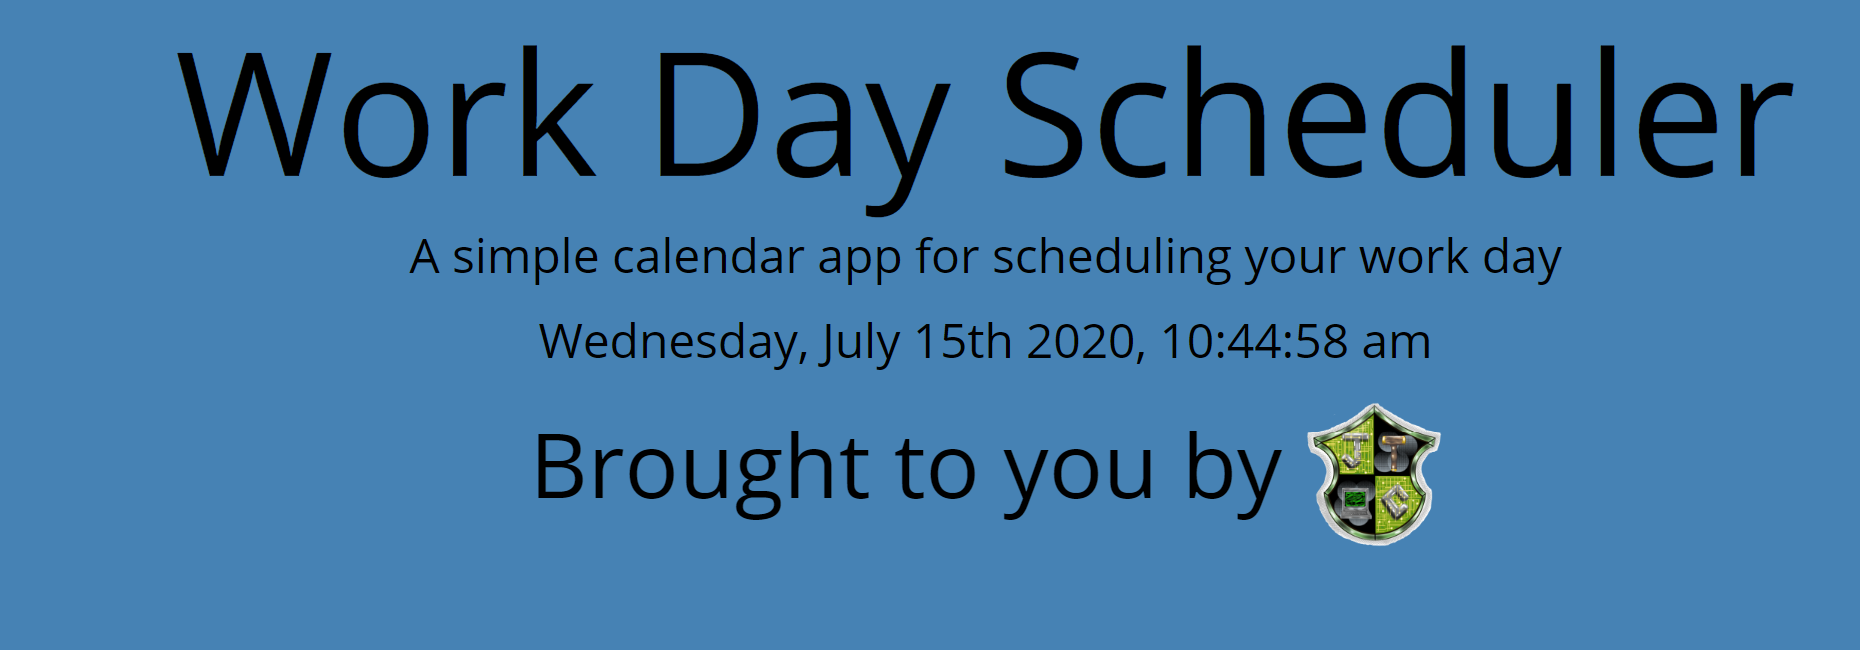 Work Day Scheduler
A simple calendar app for scheduling your work day
Wednesday, July 15th 2020, 10:44:58 am
Brought to you by
J T
C